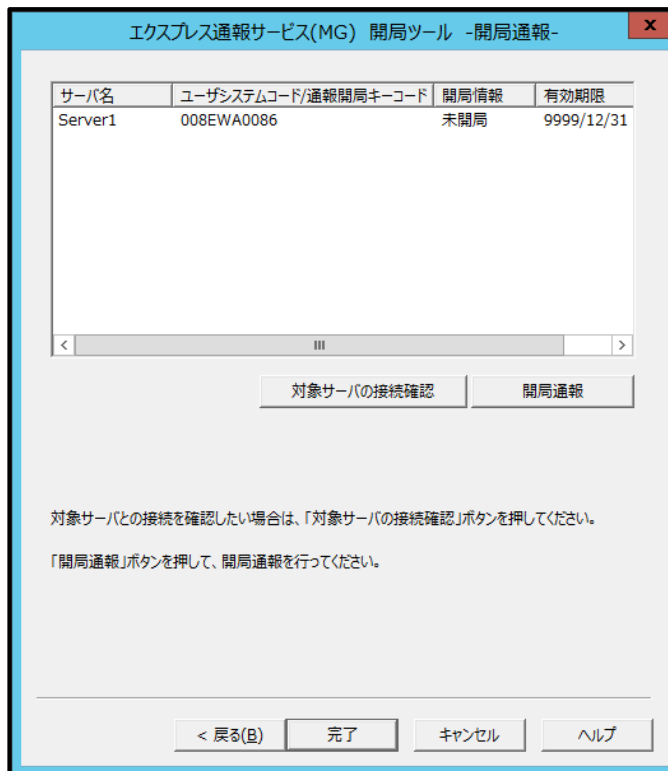 エクスプレス通報サービス(MG) 開局ツール -開局通報-
x
サーバ名 ユーザシステムコード/通報開局キーコード 開局情報 有効期限
Server1 008EWA0086 未開局 9999/12/31
対象サーバの接続確認 開局通報
対象サーバとの接続を確認したい場合は、「対象サーバの接続確認」ボタンを押してください。
「開局通報」ボタンを押して、開局通報を行ってください。
< 戻る(B) 完了 キャンセル ヘルプ